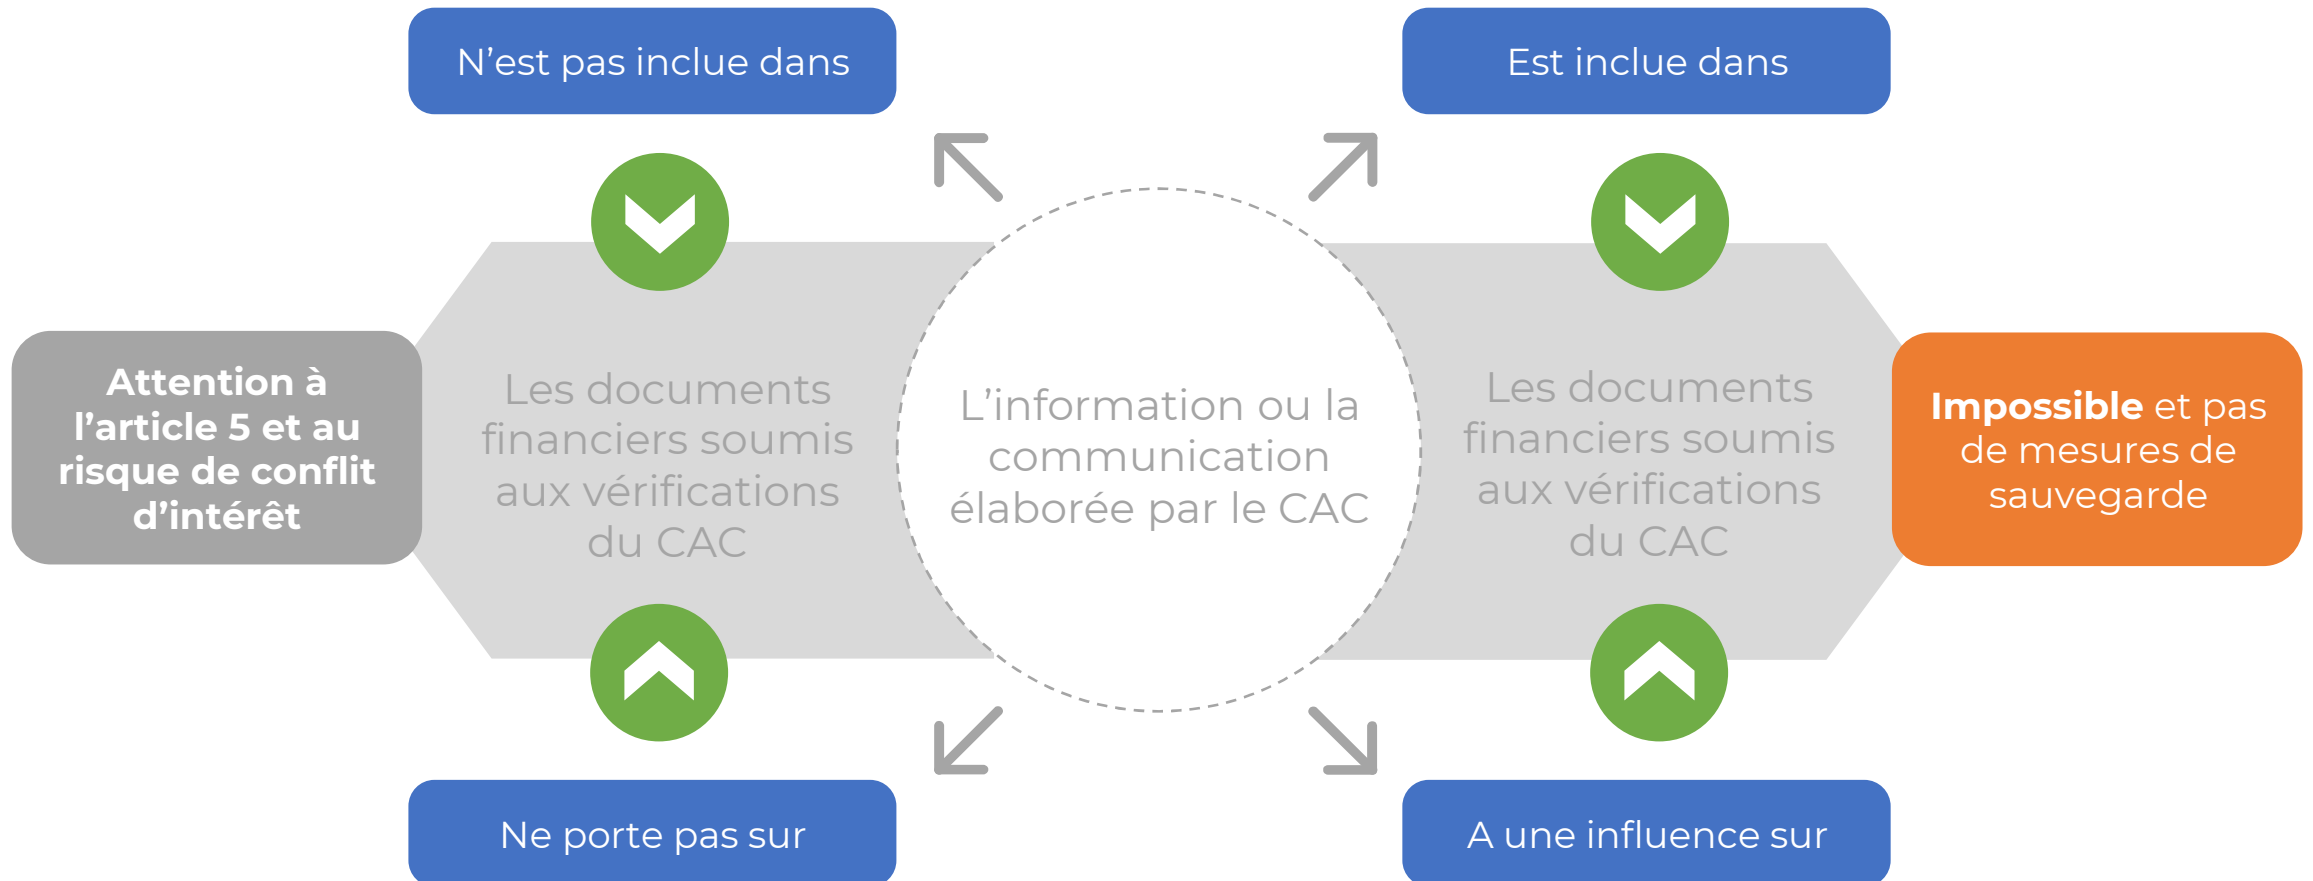 N’est pas inclue dans
Est inclue dans
Attention à
l’article 5 et au
risque de conflit
d’intérêt
Les documents
financiers soumis
aux vérifications
du CAC
L’information ou la
communication
élaborée par le CAC
Les documents
financiers soumis
aux vérifications
du CAC
Impossible et pas
de mesures de
sauvegarde
Ne porte pas sur
A une influence sur